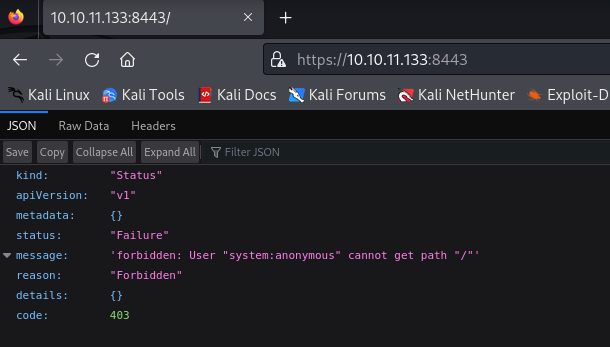 10.10.11.133:8443/
https://10.10.11.133:8443
Kali Linux Kali Tools Kali Docs Kali Forums Kali NetHunter Exploit-D
JSON Raw Data Headers
Save Copy Collapse All Expand All Filter JSON
kind: "Status"
apiVersion: "v1"
metadata: {}
status: "Failure"
message: 'forbidden: User "system:anonymous" cannot get path "/"'
reason: "Forbidden"
details: {}
code: 403